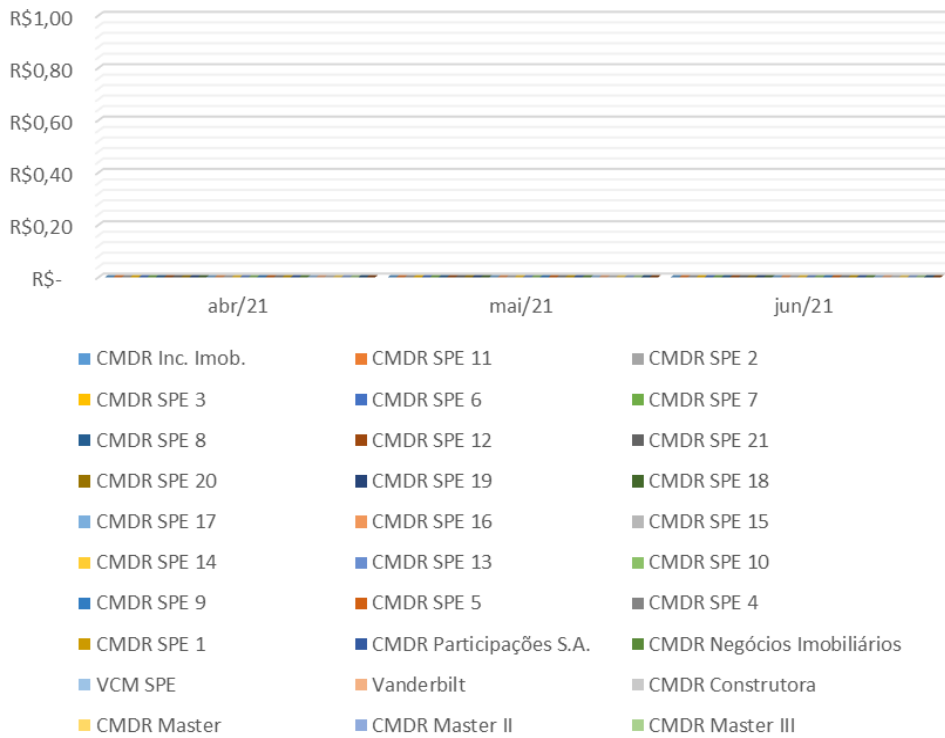 R$1,00
R$0,80
R$0,60
R$0,40
R$0,20
R$-
abr/21 mai/21 jun/21
CMDR Inc. Imob. CMDR SPE 11 CMDR SPE 2
CMDR SPE 3 CMDR SPE 6 CMDR SPE 7
CMDR SPE 8 CMDR SPE 12 CMDR SPE 21
CMDR SPE 20 CMDR SPE 19 CMDR SPE 18
CMDR SPE 17 CMDR SPE 16 CMDR SPE 15
CMDR SPE 14 CMDR SPE 13 CMDR SPE 10
CMDR SPE 9 CMDR SPE 5 CMDR SPE 4
CMDR SPE 1 CMDR Participações S.A. CMDR Negócios Imobiliários
VCM SPE Vanderbilt CMDR Construtora
CMDR Master CMDR Master II CMDR Master III